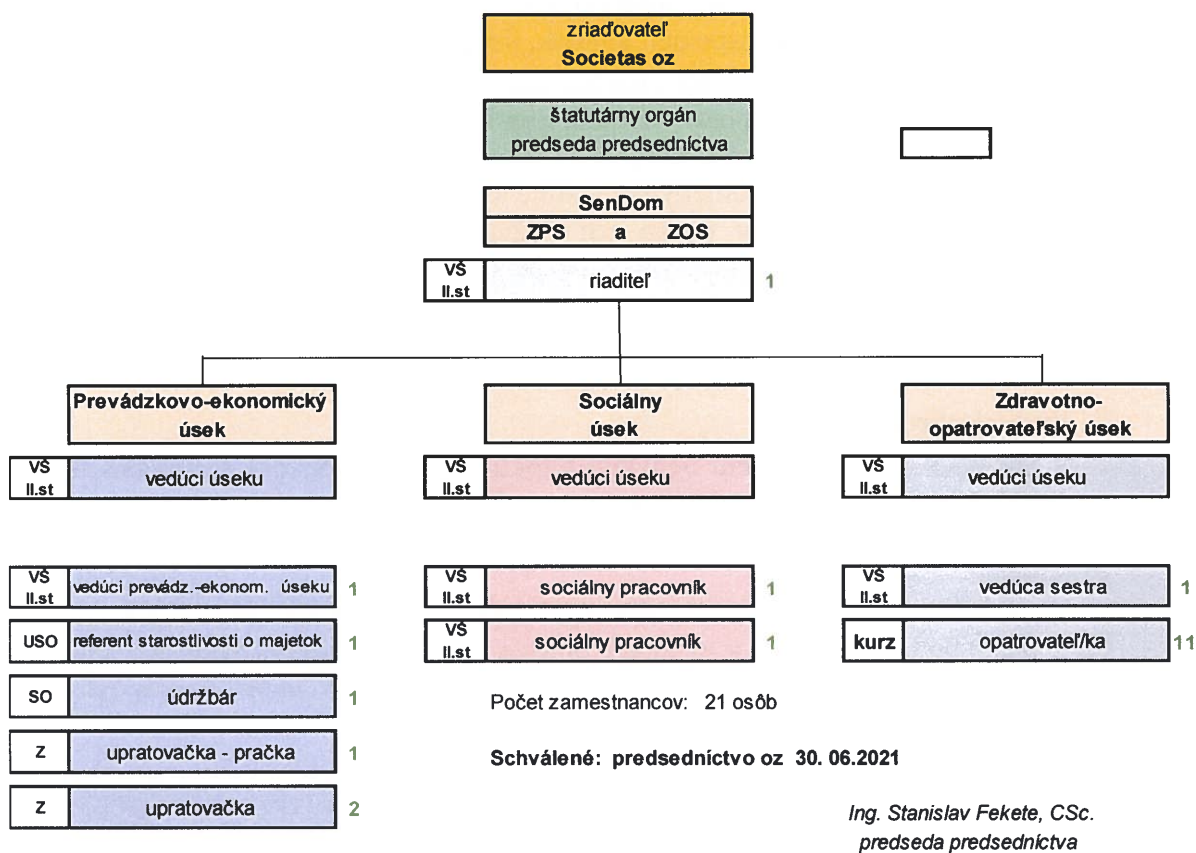 zriaďovateľ
Societas oz
štatutárny orgán
predseda predsedníctva
SenDom
ZPS a ZOS
VŠ
II.st
riaditeľ
1
Prevádzkovo-ekonomický
úsek
VŠ
II.st
vedúci úseku
VŠ
II.st
vedúci prevádz.-ekonom. úseku
1
USO
referent starostlivosti o majetok
1
SO
údržbár
1
Z
upratovačka - pračka
1
Z
upratovačka
2
Sociálny
úsek
VŠ
II.st
vedúci úseku
VŠ
II.st
sociálny pracovník
1
VŠ
II.st
sociálny pracovník
1
Zdravotno-
opatrovateľský úsek
VŠ
II.st
vedúci úseku
VŠ
II.st
vedúca sestra
1
kurz
opatrovateľ/ka
11
Počet zamestnancov: 21 osôb
Schválené: predsedníctvo oz 30. 06.2021
Ing. Stanislav Fekete, CSc.
predseda predsedníctva